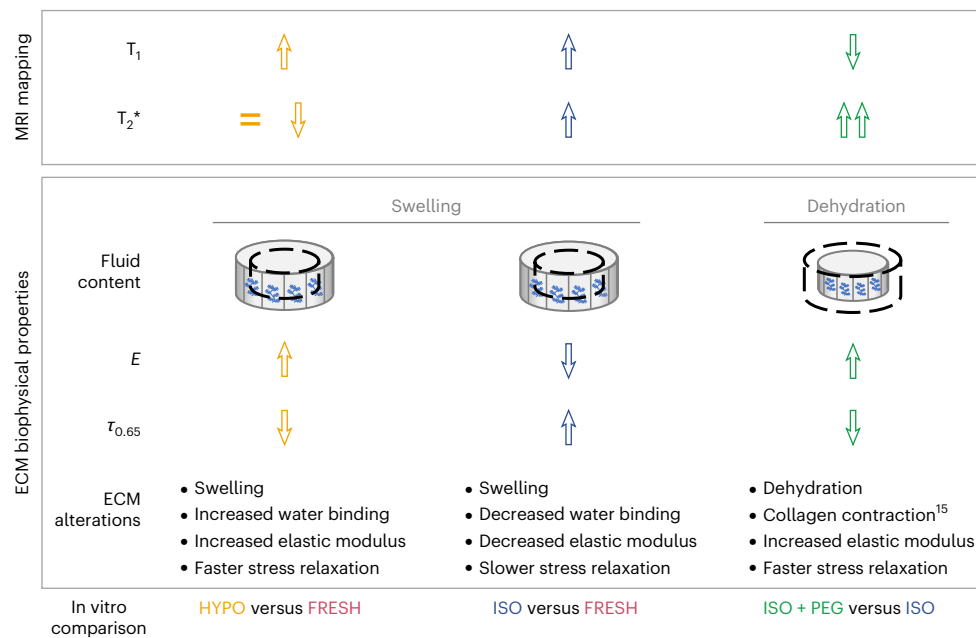 MRI mapping
T1
T2*
=
ECM biophysical properties
Swelling
Dehydration
Fluid
content
E
τ0.65
ECM
alterations
• Swelling
• Increased water binding
• Increased elastic modulus
• Faster stress relaxation
• Swelling
• Decreased water binding
• Decreased elastic modulus
• Slower stress relaxation
• Dehydration
• Collagen contraction15
• Increased elastic modulus
• Faster stress relaxation
In vitro
comparison
HYPO versus FRESH
ISO versus FRESH
ISO + PEG versus ISO